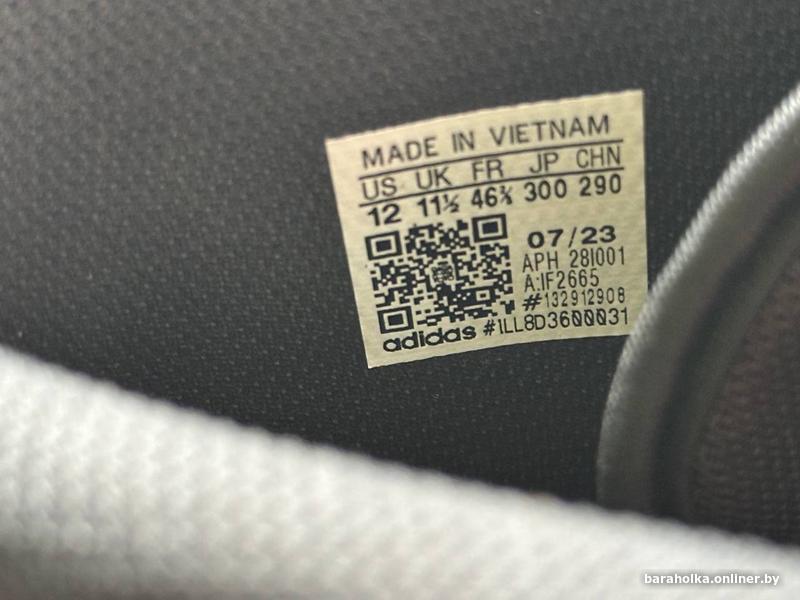 MADE IN VIETNAM
US UK FR JP CHN
12 11½ 46⅔ 300 290
07/23
APH 28I001
A:IF2665
#132912908
adidas #1LL8D3600031
baraholka.onliner.by